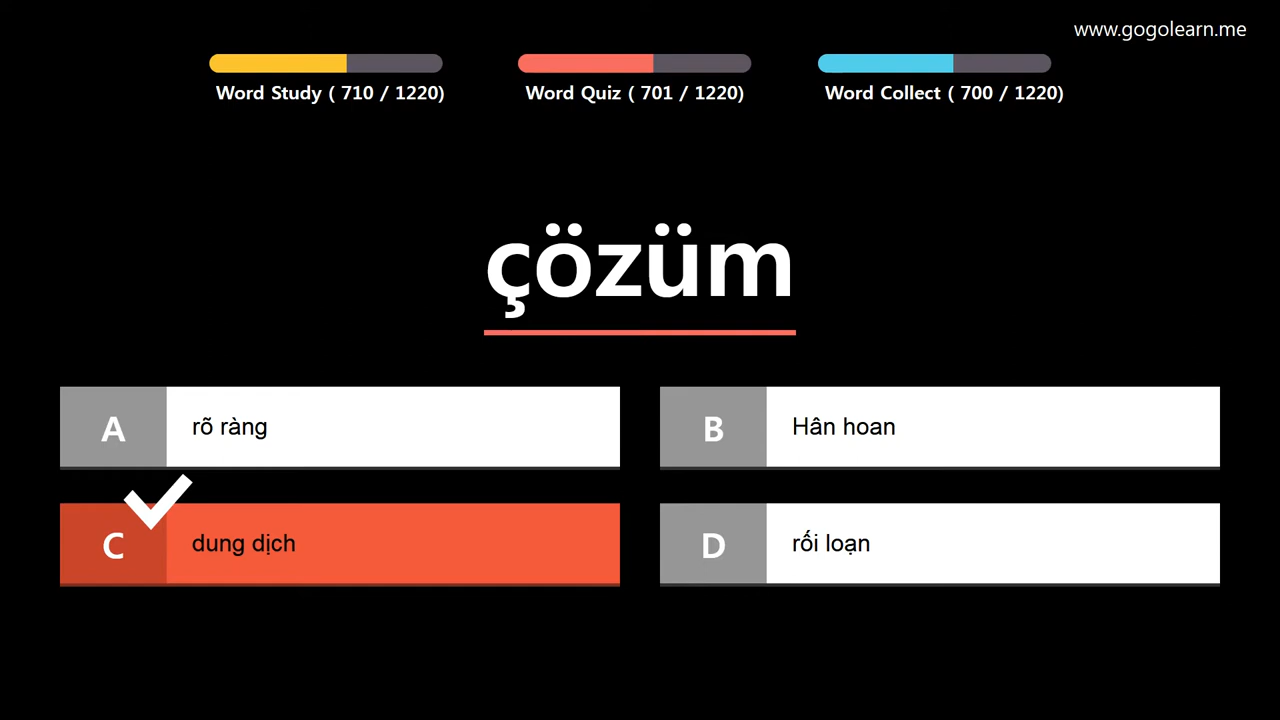 www.gogolearn.me
Word Study ( 710 / 1220)
Word Quiz ( 701 / 1220)
Word Collect ( 700 / 1220)
çözüm
A rõ ràng
B Hân hoan
C dung dịch
D rối loạn